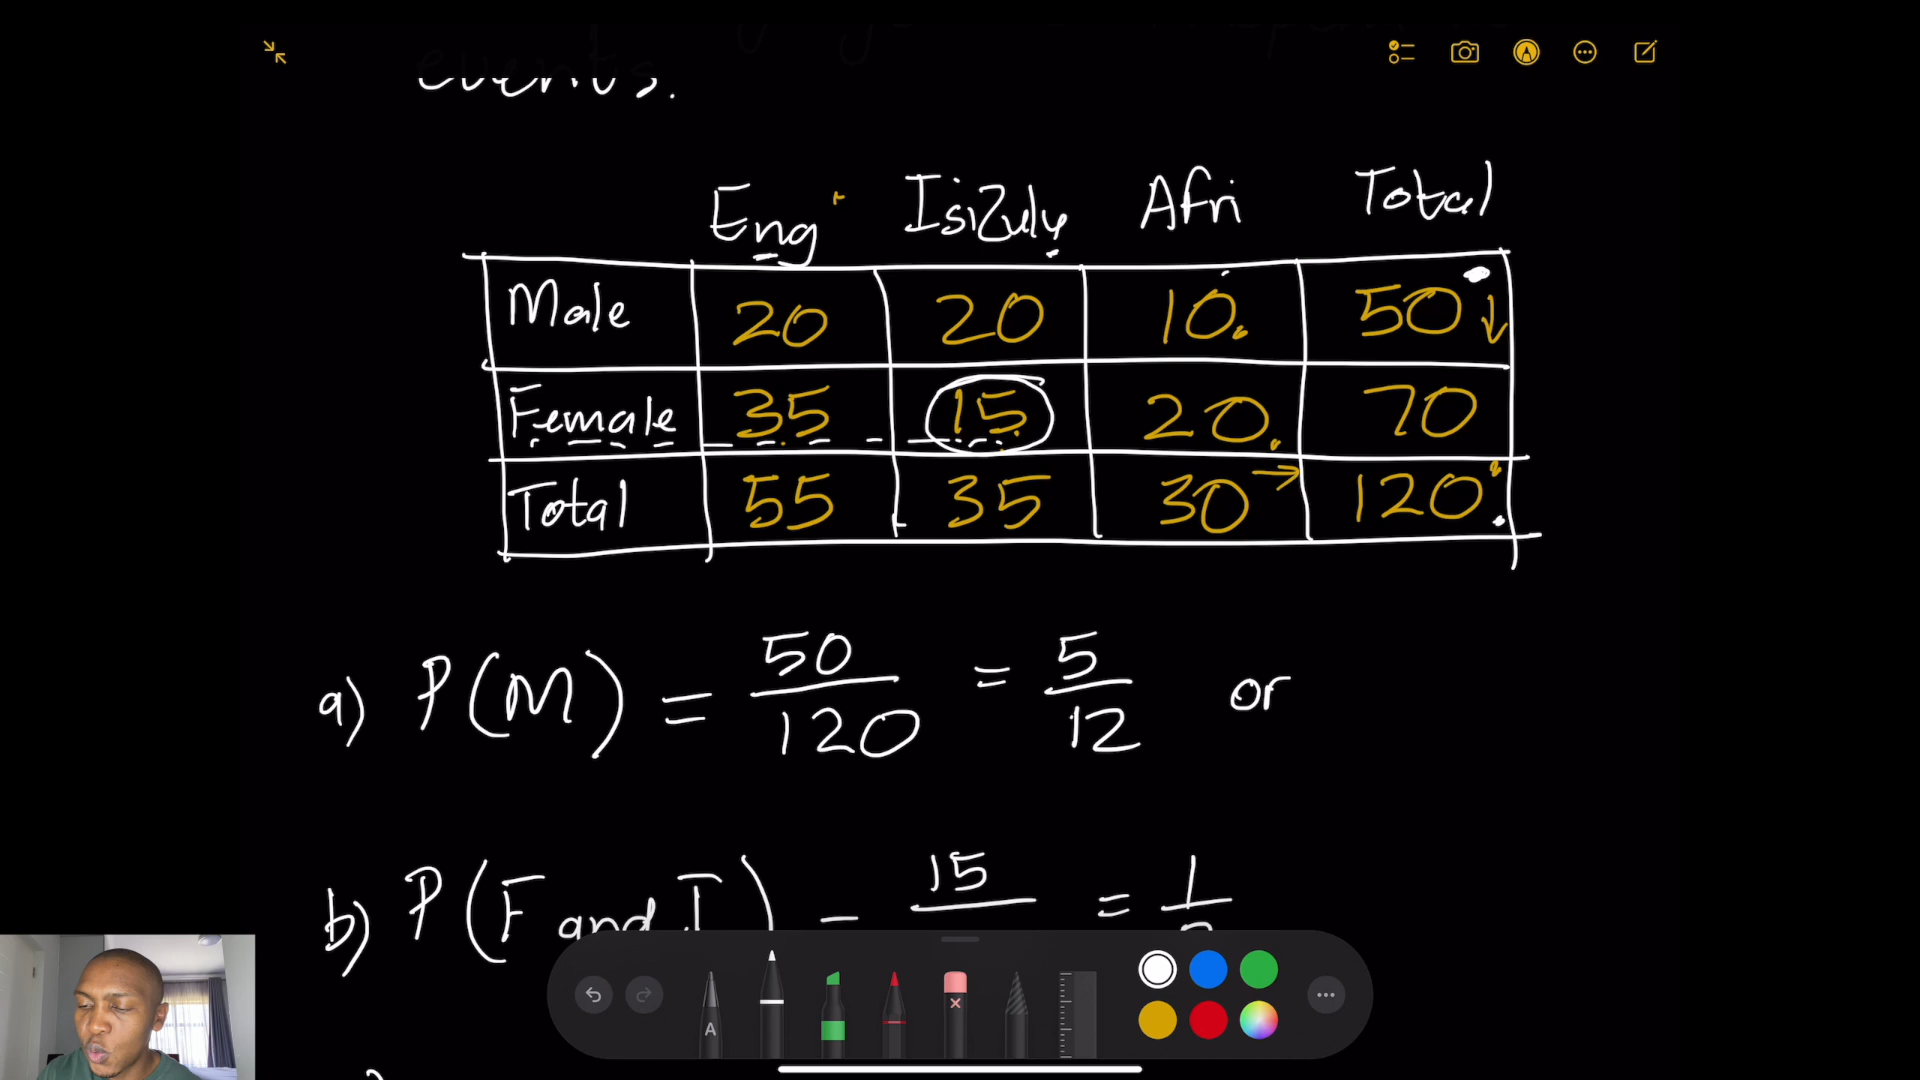 events.
Eng IsiZulu Afri Total
Male 20 20 10 50
Female 35 15 20 70
Total 55 35 30 120
a) P(M) = 50/120 = 5/12 or
b) P(F and I) = 15 = 1
A